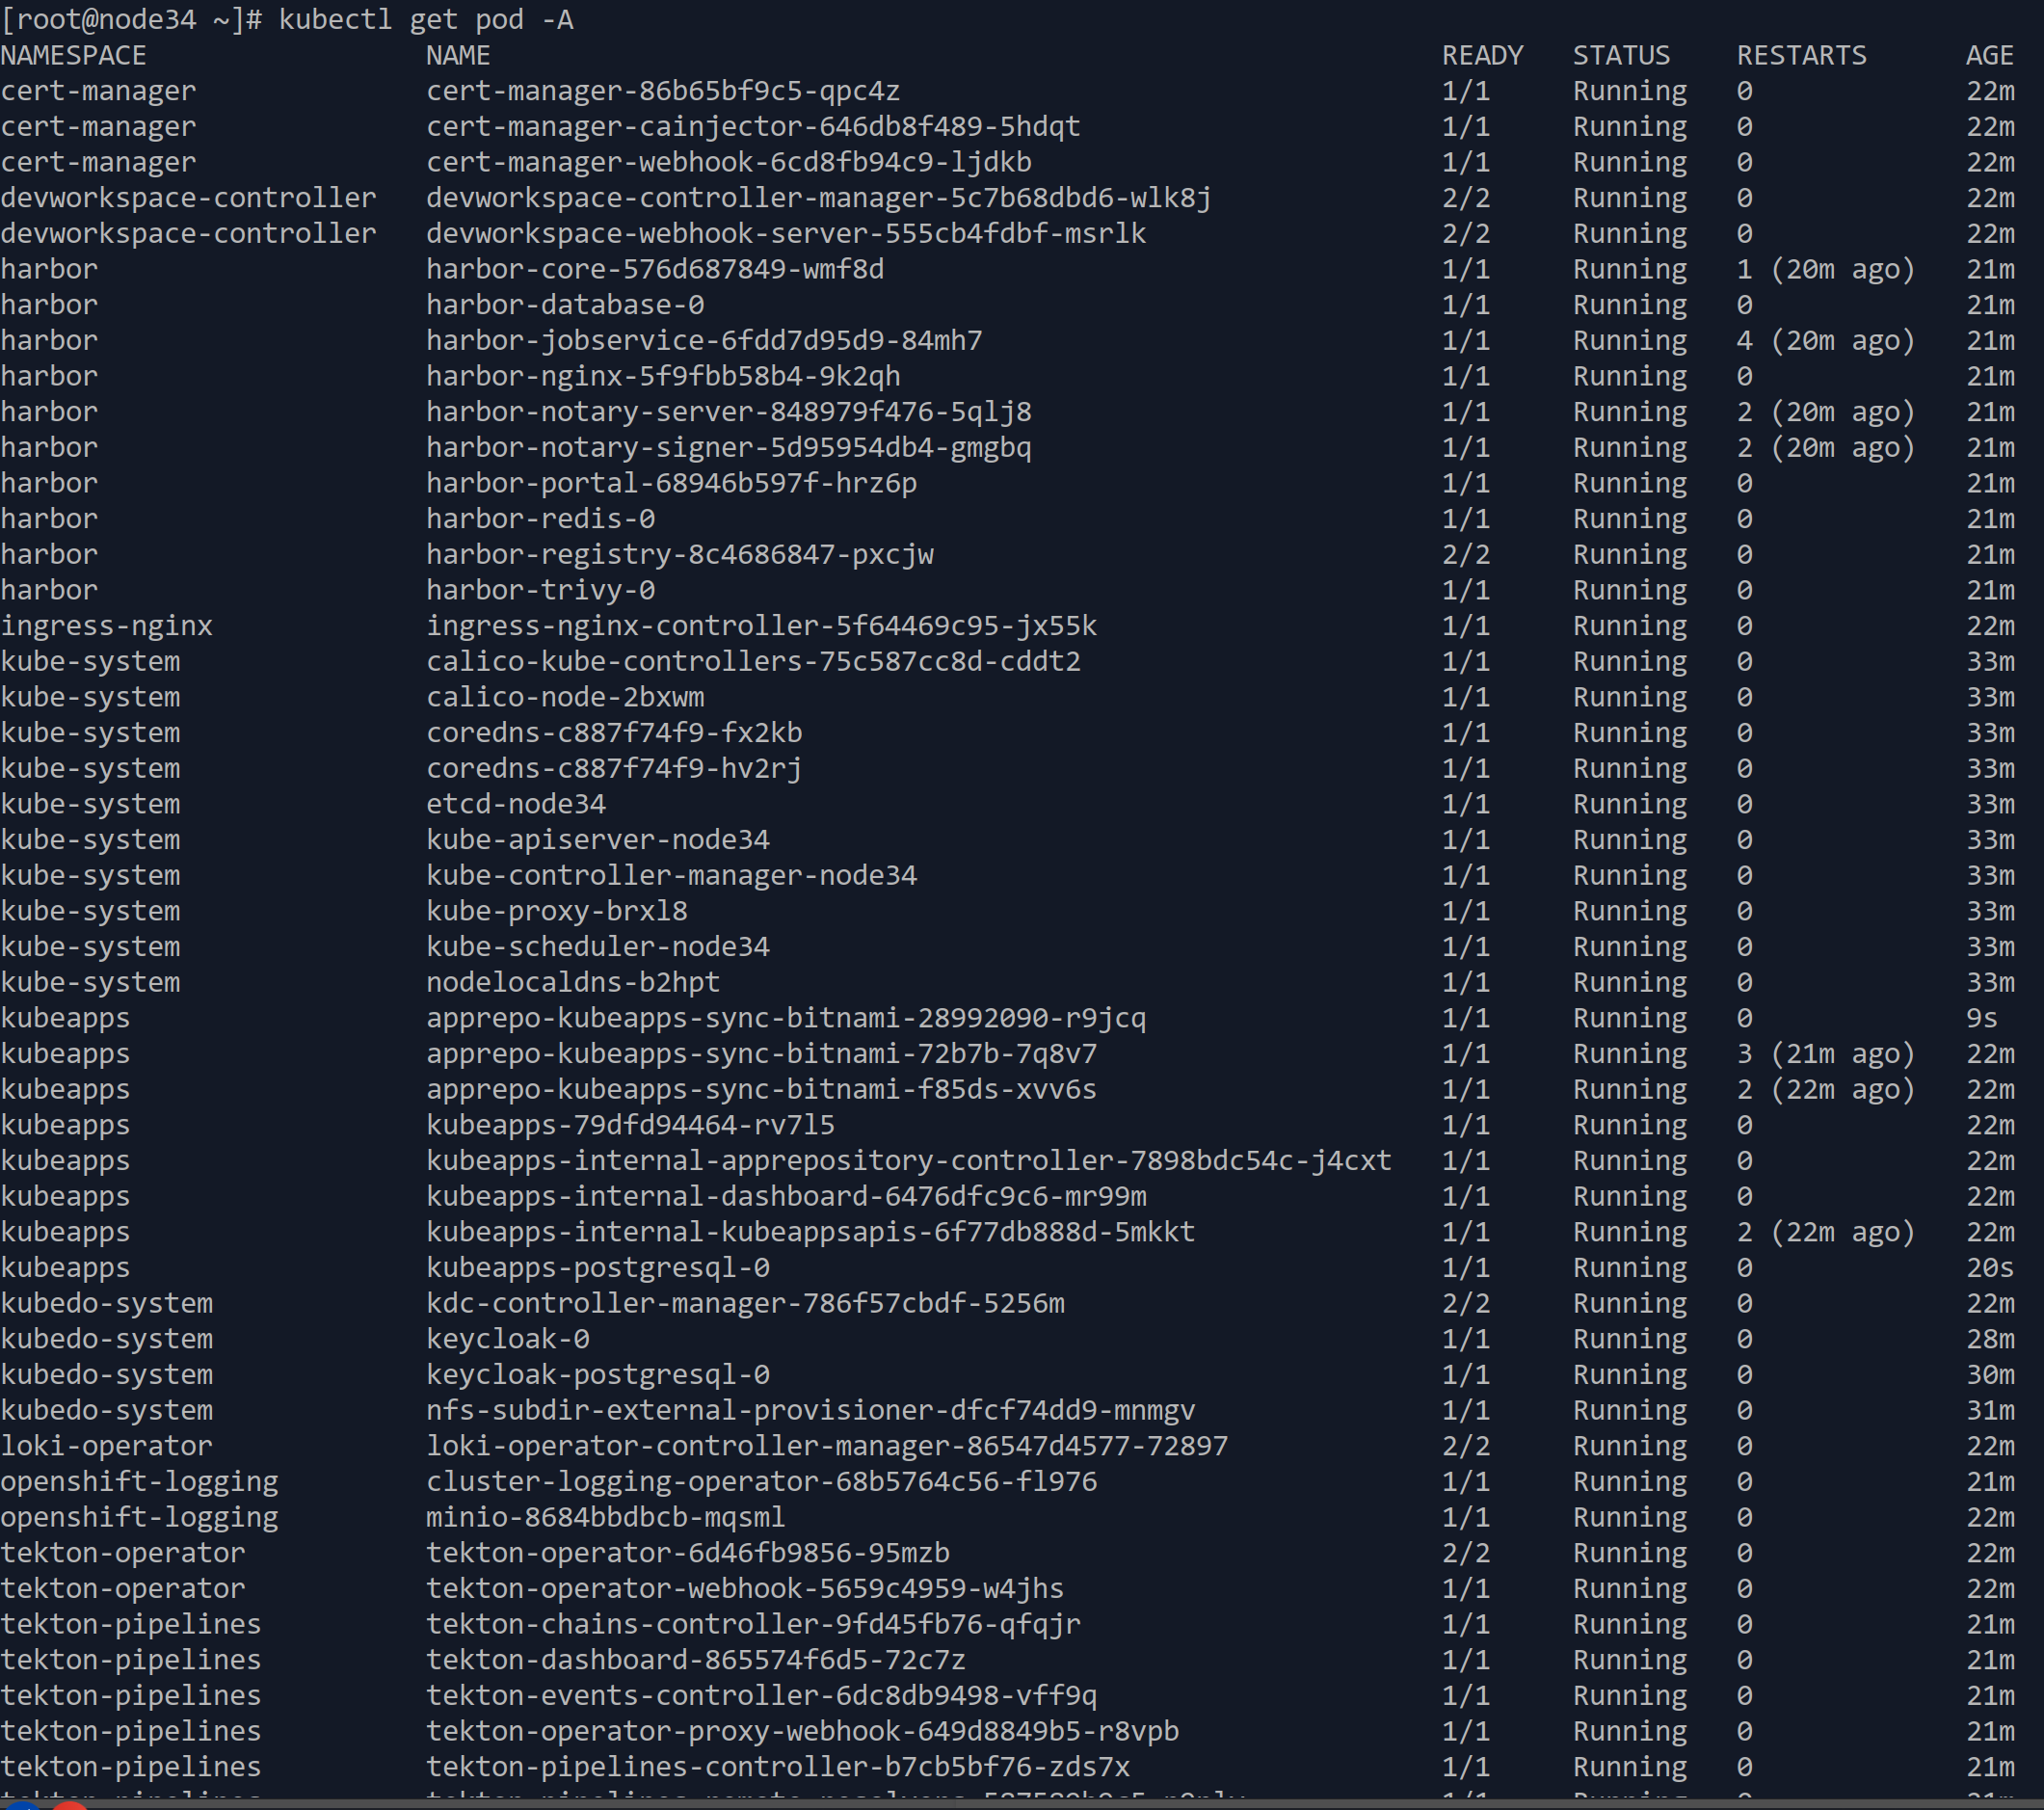 [root@node34 ~]# kubectl get pod -A
NAMESPACE NAME READY STATUS RESTARTS AGE
cert-manager cert-manager-86b65bf9c5-qpc4z 1/1 Running 0 22m
cert-manager cert-manager-cainjector-646db8f489-5hdqt 1/1 Running 0 22m
cert-manager cert-manager-webhook-6cd8fb94c9-ljdkb 1/1 Running 0 22m
devworkspace-controller devworkspace-controller-manager-5c7b68dbd6-wlk8j 2/2 Running 0 22m
devworkspace-controller devworkspace-webhook-server-555cb4fdbf-msrlk 2/2 Running 0 22m
harbor harbor-core-576d687849-wmf8d 1/1 Running 1 (20m ago) 21m
harbor harbor-database-0 1/1 Running 0 21m
harbor harbor-jobservice-6fdd7d95d9-84mh7 1/1 Running 4 (20m ago) 21m
harbor harbor-nginx-5f9fbb58b4-9k2qh 1/1 Running 0 21m
harbor harbor-notary-server-848979f476-5qlj8 1/1 Running 2 (20m ago) 21m
harbor harbor-notary-signer-5d95954db4-gmgbq 1/1 Running 2 (20m ago) 21m
harbor harbor-portal-68946b597f-hrz6p 1/1 Running 0 21m
harbor harbor-redis-0 1/1 Running 0 21m
harbor harbor-registry-8c4686847-pxcjw 2/2 Running 0 21m
harbor harbor-trivy-0 1/1 Running 0 21m
ingress-nginx ingress-nginx-controller-5f64469c95-jx55k 1/1 Running 0 22m
kube-system calico-kube-controllers-75c587cc8d-cddt2 1/1 Running 0 33m
kube-system calico-node-2bxwm 1/1 Running 0 33m
kube-system coredns-c887f74f9-fx2kb 1/1 Running 0 33m
kube-system coredns-c887f74f9-hv2rj 1/1 Running 0 33m
kube-system etcd-node34 1/1 Running 0 33m
kube-system kube-apiserver-node34 1/1 Running 0 33m
kube-system kube-controller-manager-node34 1/1 Running 0 33m
kube-system kube-proxy-brxl8 1/1 Running 0 33m
kube-system kube-scheduler-node34 1/1 Running 0 33m
kube-system nodelocaldns-b2hpt 1/1 Running 0 33m
kubeapps apprepo-kubeapps-sync-bitnami-28992090-r9jcq 1/1 Running 0 9s
kubeapps apprepo-kubeapps-sync-bitnami-72b7b-7q8v7 1/1 Running 3 (21m ago) 22m
kubeapps apprepo-kubeapps-sync-bitnami-f85ds-xvv6s 1/1 Running 2 (22m ago) 22m
kubeapps kubeapps-79dfd94464-rv7l5 1/1 Running 0 22m
kubeapps kubeapps-internal-apprepository-controller-7898bdc54c-j4cxt 1/1 Running 0 22m
kubeapps kubeapps-internal-dashboard-6476dfc9c6-mr99m 1/1 Running 0 22m
kubeapps kubeapps-internal-kubeappsapis-6f77db888d-5mkkt 1/1 Running 2 (22m ago) 22m
kubeapps kubeapps-postgresql-0 1/1 Running 0 20s
kubedo-system kdc-controller-manager-786f57cbdf-5256m 2/2 Running 0 22m
kubedo-system keycloak-0 1/1 Running 0 28m
kubedo-system keycloak-postgresql-0 1/1 Running 0 30m
kubedo-system nfs-subdir-external-provisioner-dfcf74dd9-mnmgv 1/1 Running 0 31m
loki-operator loki-operator-controller-manager-86547d4577-72897 2/2 Running 0 22m
openshift-logging cluster-logging-operator-68b5764c56-fl976 1/1 Running 0 21m
openshift-logging minio-8684bbdbcb-mqsml 1/1 Running 0 22m
tekton-operator tekton-operator-6d46fb9856-95mzb 2/2 Running 0 22m
tekton-operator tekton-operator-webhook-5659c4959-w4jhs 1/1 Running 0 22m
tekton-pipelines tekton-chains-controller-9fd45fb76-qfqjr 1/1 Running 0 21m
tekton-pipelines tekton-dashboard-865574f6d5-72c7z 1/1 Running 0 21m
tekton-pipelines tekton-events-controller-6dc8db9498-vff9q 1/1 Running 0 21m
tekton-pipelines tekton-operator-proxy-webhook-649d8849b5-r8vpb 1/1 Running 0 21m
tekton-pipelines tekton-pipelines-controller-b7cb5bf76-zds7x 1/1 Running 0 21m